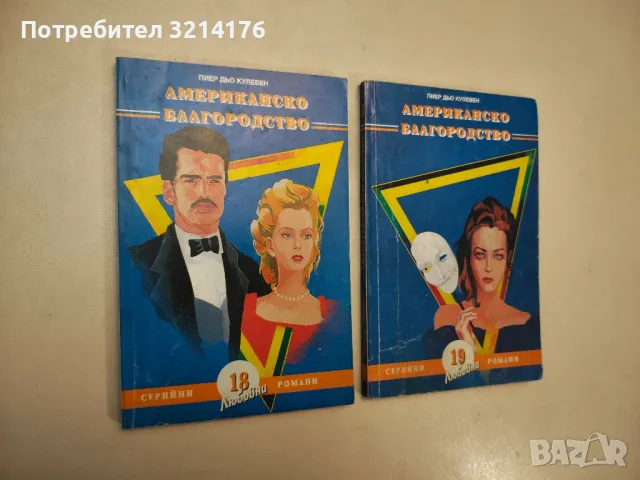 Потребител 3214176
ПИЕР ДЬО КУЛЕВЕН
АМЕРИКАНСКО
БЛАГОРОДСТВО
СЕРИЙНИ
18
Любовни
РОМАНИ
ПИЕР ДЬО КУЛЕВЕН
АМЕРИКАНСКО
БЛАГОРОДСТВО
СЕРИЙНИ
19
Любовни
РОМАНИ
BAZAR